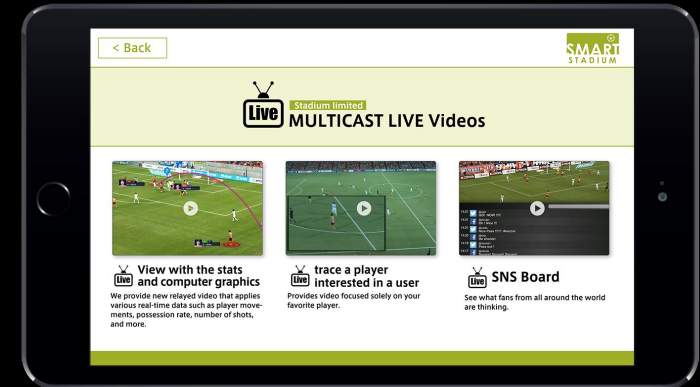 < Back
SMART
STADIUM
Live
Stadium limited
MULTICAST LIVE Videos
Live
View with the stats
and computer graphics
We provide new relayed video that applies
various real-time data such as player move-
ments, possession rate, number of shots,
and more.
Live
trace a player
interested in a user
Provides video focused solely on your
favorite player.
Live
SNS Board
See what fans from all around the world
are thinking.